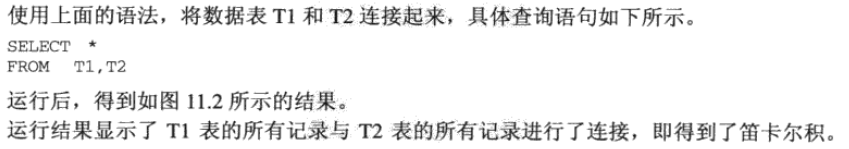 使用上面的语法，将数据表 T1 和 T2 连接起来，具体查询语句如下所示。
SELECT  *
FROM  T1,T2
运行后，得到如图 11.2 所示的结果。
运行结果显示了 T1 表的所有记录与 T2 表的所有记录进行了连接，即得到了笛卡尔积。